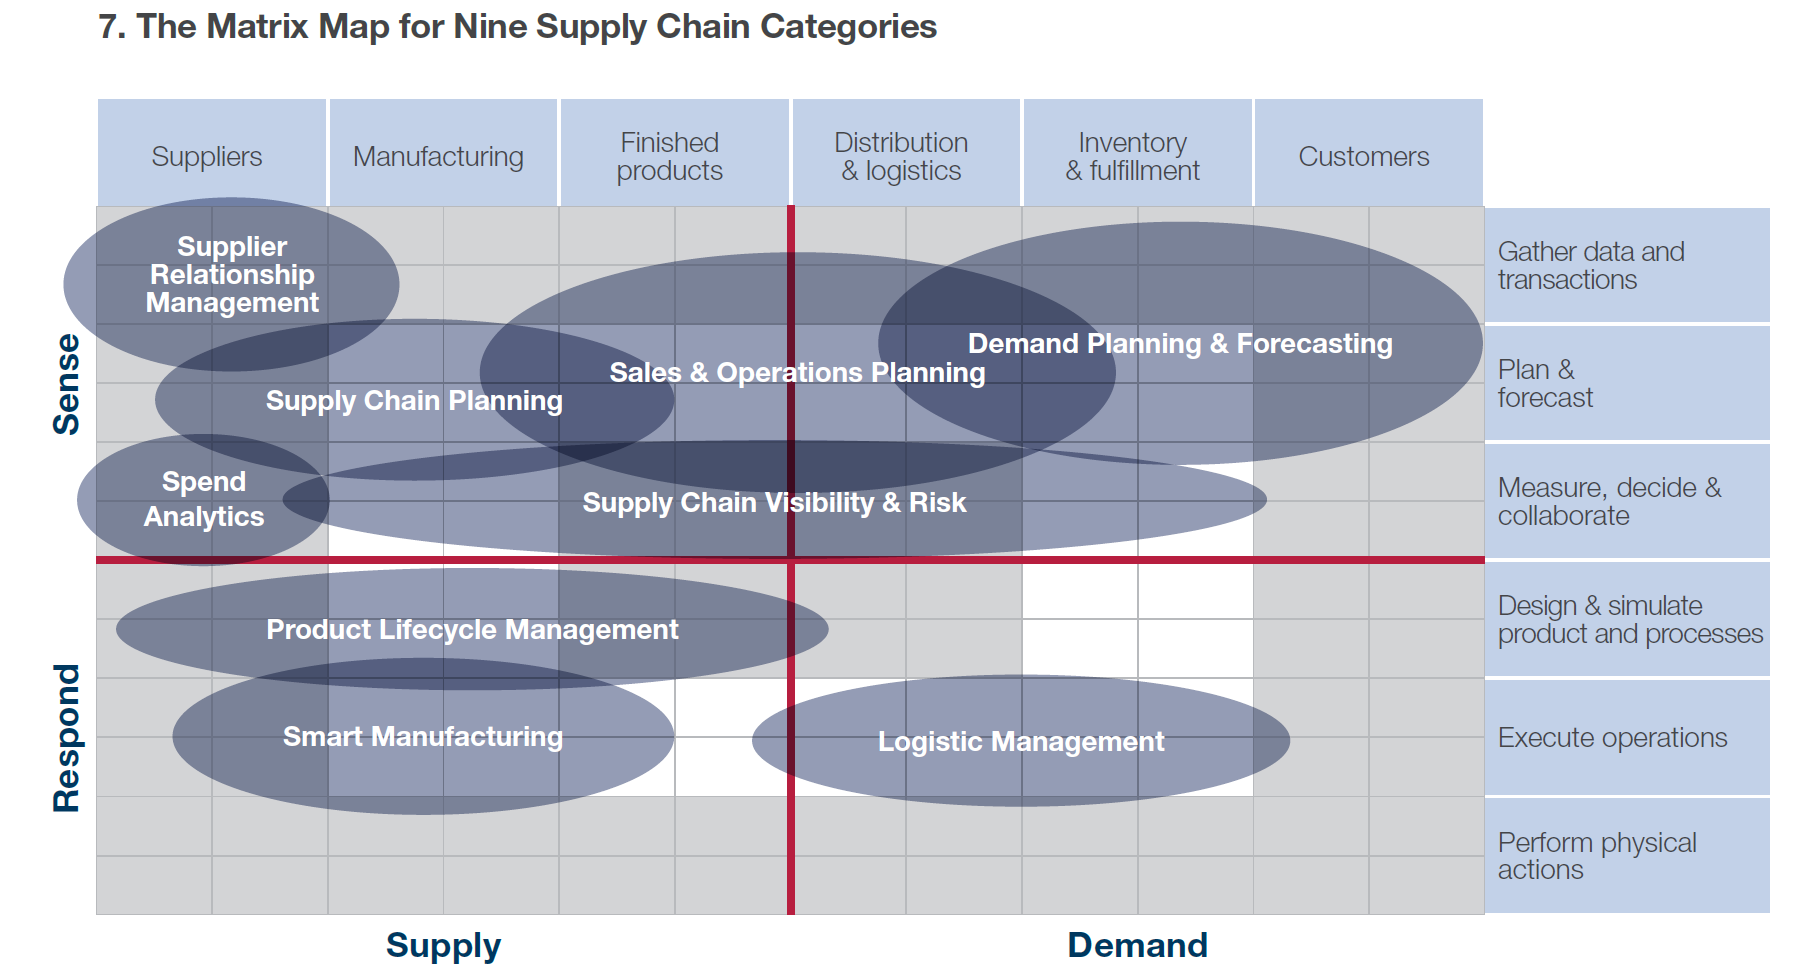 7. The Matrix Map for Nine Supply Chain Categories
Suppliers
Manufacturing
Finished
products
Distribution
& logistics
Inventory
& fulfillment
Customers
Sense
Respond
Supplier
Relationship
Management
Supply Chain Planning
Sales & Operations Planning
Demand Planning & Forecasting
Spend
Analytics
Supply Chain Visibility & Risk
Product Lifecycle Management
Smart Manufacturing
Logistic Management
Gather data and
transactions
Plan &
forecast
Measure, decide &
collaborate
Design & simulate
product and processes
Execute operations
Perform physical
actions
Supply
Demand